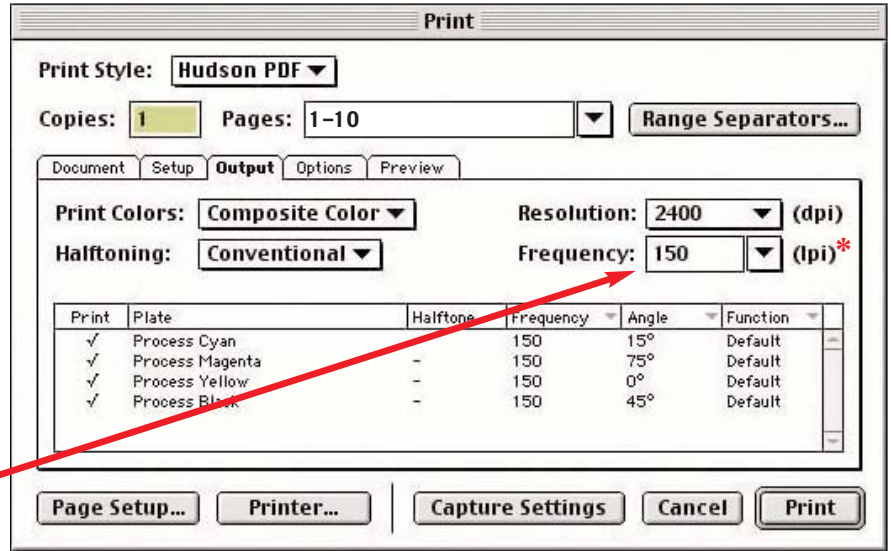 Print
Print Style: Hudson PDF
Copies: 1 Pages: 1-10 Range Separators...
Document Setup Output Options Preview
Print Colors: Composite Color Resolution: 2400 (dpi)
Halftoning: Conventional Frequency: 150 (lpi)*
Print Plate Halftone Frequency Angle Function
√ Process Cyan 150 15° Default
√ Process Magenta - 150 75° Default
√ Process Yellow - 150 0° Default
√ Process Black - 150 45° Default
Page Setup... Printer... Capture Settings Cancel Print